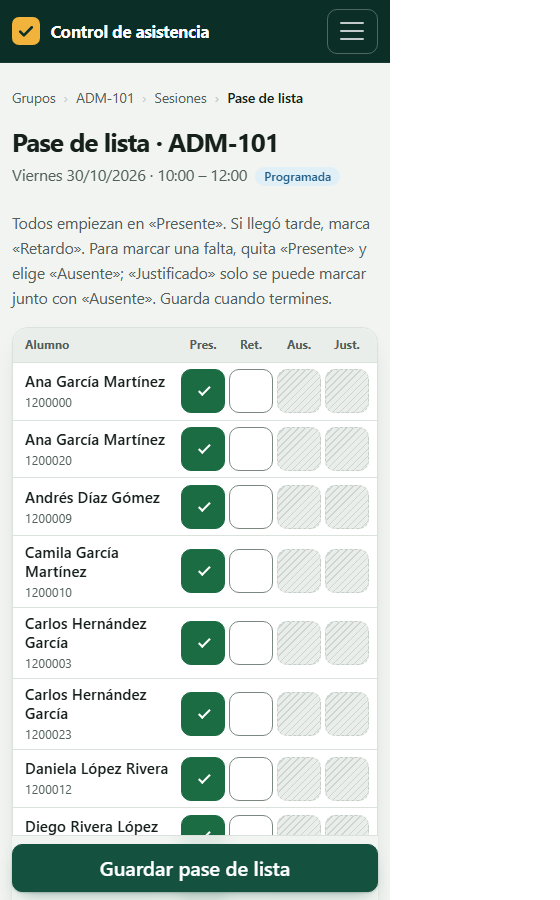 Control de asistencia
Grupos › ADM-101 › Sesiones › Pase de lista
Pase de lista · ADM-101
Viernes 30/10/2026 · 10:00 – 12:00 Programada
Todos empiezan en «Presente». Si llegó tarde, marca
«Retardo». Para marcar una falta, quita «Presente» y
elige «Ausente»; «Justificado» solo se puede marcar
junto con «Ausente». Guarda cuando termines.
Alumno Pres. Ret. Aus. Just.
Ana García Martínez
1200000
Ana García Martínez
1200020
Andrés Díaz Gómez
1200009
Camila García
Martínez
1200010
Carlos Hernández
García
1200003
Carlos Hernández
García
1200023
Daniela López Rivera
1200012
Diego Rivera López
Guardar pase de lista